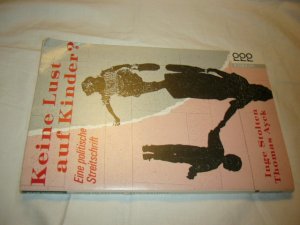 Keine Lust
auf Kinder?
Eine politische
Streitschrift
Inge Stolten
Thomas Ayck